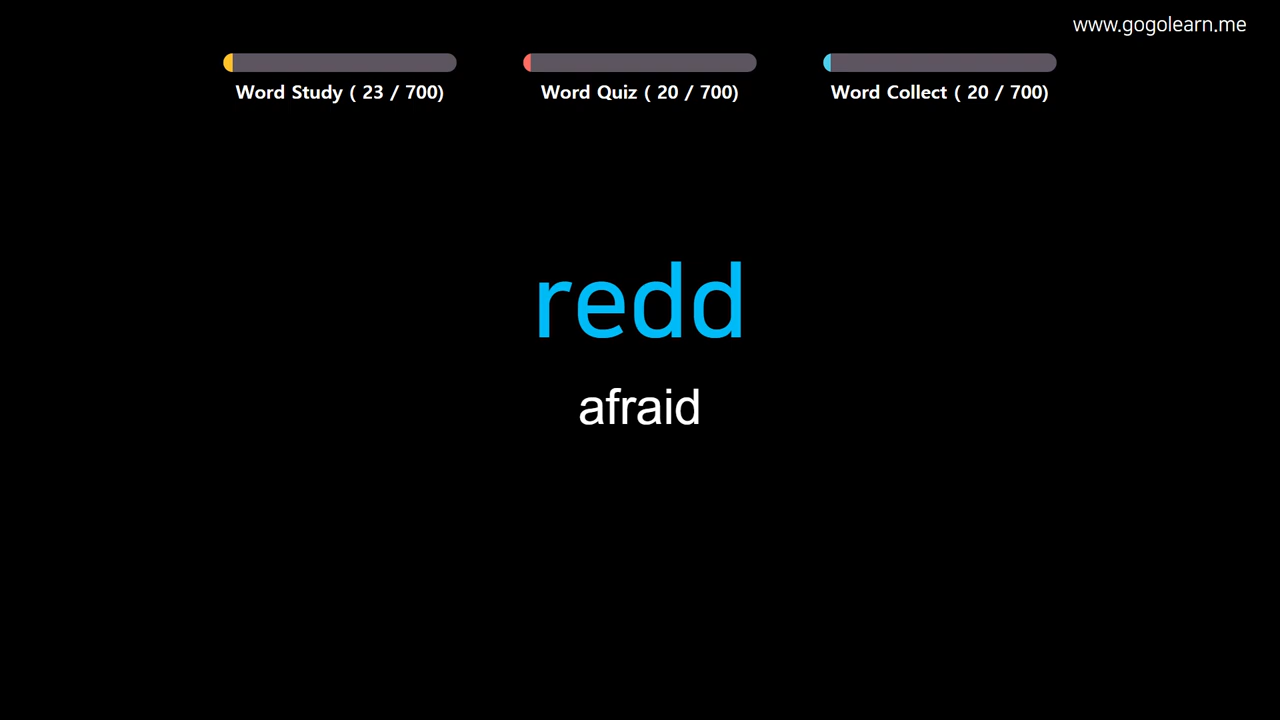 www.gogolearn.me
Word Study ( 23 / 700)
Word Quiz ( 20 / 700)
Word Collect ( 20 / 700)
redd
afraid